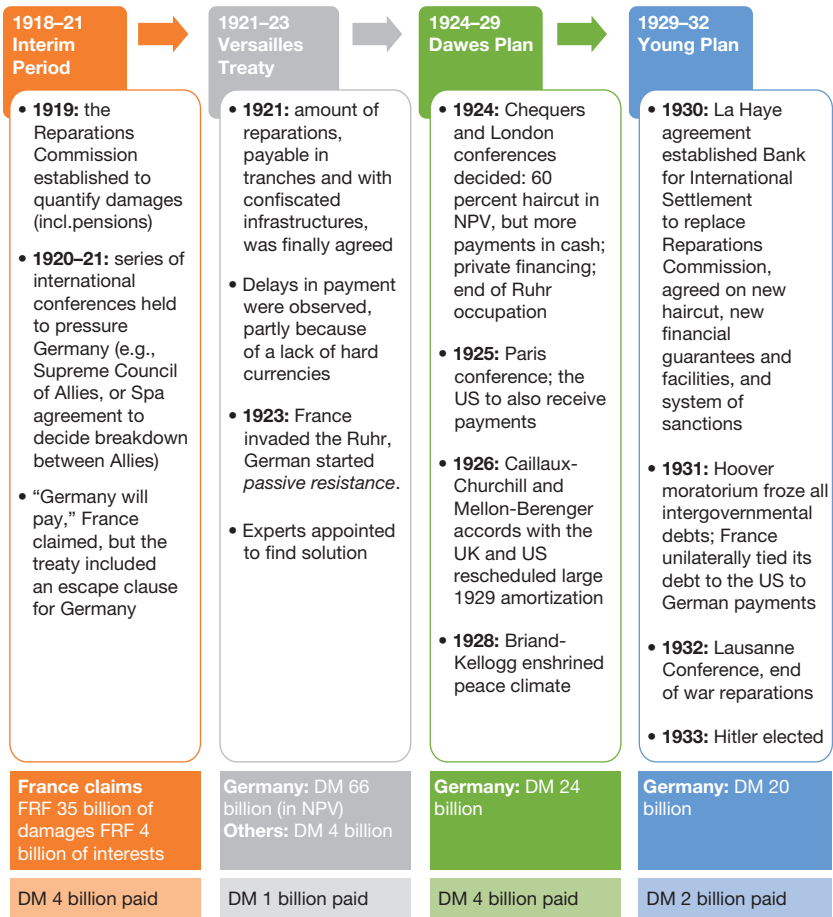 1918–21
Interim
Period
• 1919: the
Reparations
Commission
established to
quantify damages
(incl.pensions)
• 1920–21: series of
international
conferences held
to pressure
Germany (e.g.,
Supreme Council
of Allies, or Spa
agreement to
decide breakdown
between Allies)
• “Germany will
pay,” France
claimed, but the
treaty included
an escape clause
for Germany
France claims
FRF 35 billion of
damages FRF 4
billion of interests
DM 4 billion paid
1921–23
Versailles
Treaty
• 1921: amount of
reparations,
payable in
tranches and with
confiscated
infrastructures,
was finally agreed
• Delays in payment
were observed,
partly because
of a lack of hard
currencies
• 1923: France
invaded the Ruhr,
German started
passive resistance.
• Experts appointed
to find solution
Germany: DM 66
billion (in NPV)
Others: DM 4 billion
DM 1 billion paid
1924–29
Dawes Plan
• 1924: Chequers
and London
conferences
decided: 60
percent haircut in
NPV, but more
payments in cash;
private financing;
end of Ruhr
occupation
• 1925: Paris
conference; the
US to also receive
payments
• 1926: Caillaux-
Churchill and
Mellon-Berenger
accords with the
UK and US
rescheduled large
1929 amortization
• 1928: Briand-
Kellogg enshrined
peace climate
Germany: DM 24
billion
DM 4 billion paid
1929–32
Young Plan
• 1930: La Haye
agreement
established Bank
for International
Settlement
to replace
Reparations
Commission,
agreed on new
haircut, new
financial
guarantees and
facilities, and
system of
sanctions
• 1931: Hoover
moratorium froze all
intergovernmental
debts; France
unilaterally tied its
debt to the US to
German payments
• 1932: Lausanne
Conference, end
of war reparations
• 1933: Hitler elected
Germany: DM 20
billion
DM 2 billion paid